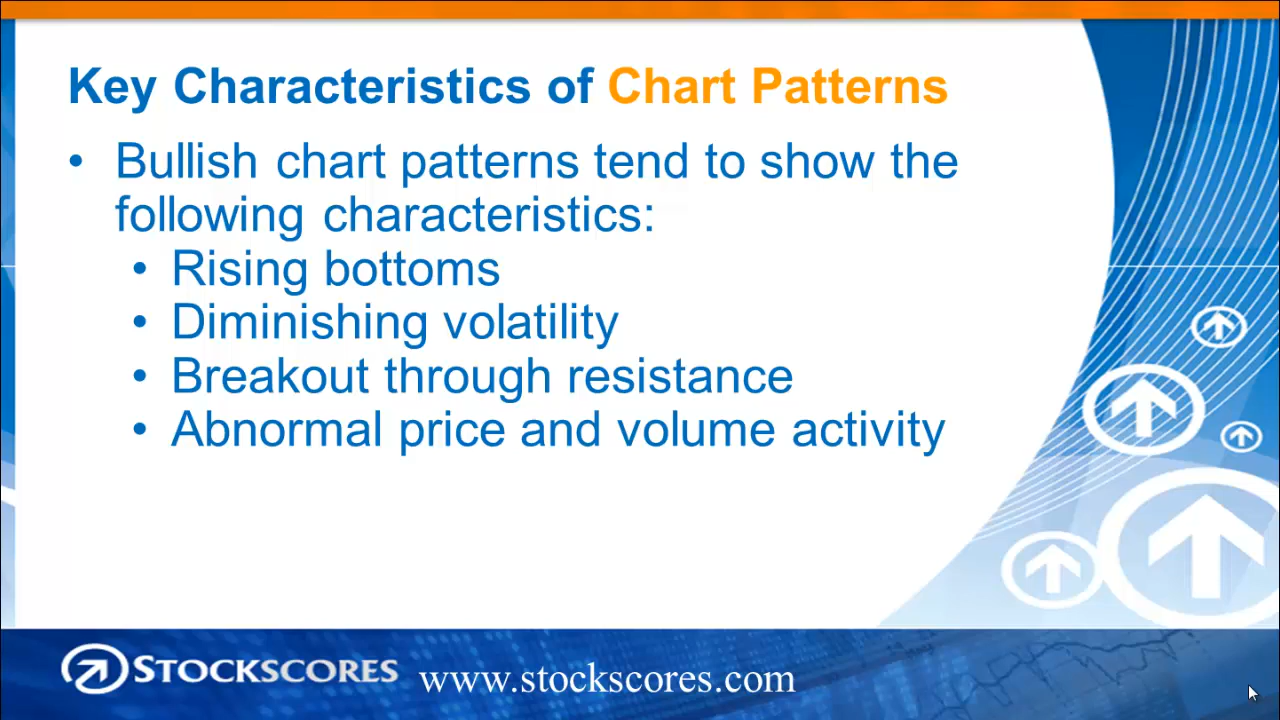 Key Characteristics of Chart Patterns
• Bullish chart patterns tend to show the
following characteristics:
• Rising bottoms
• Diminishing volatility
• Breakout through resistance
• Abnormal price and volume activity
STOCKSCORES www.stockscores.com